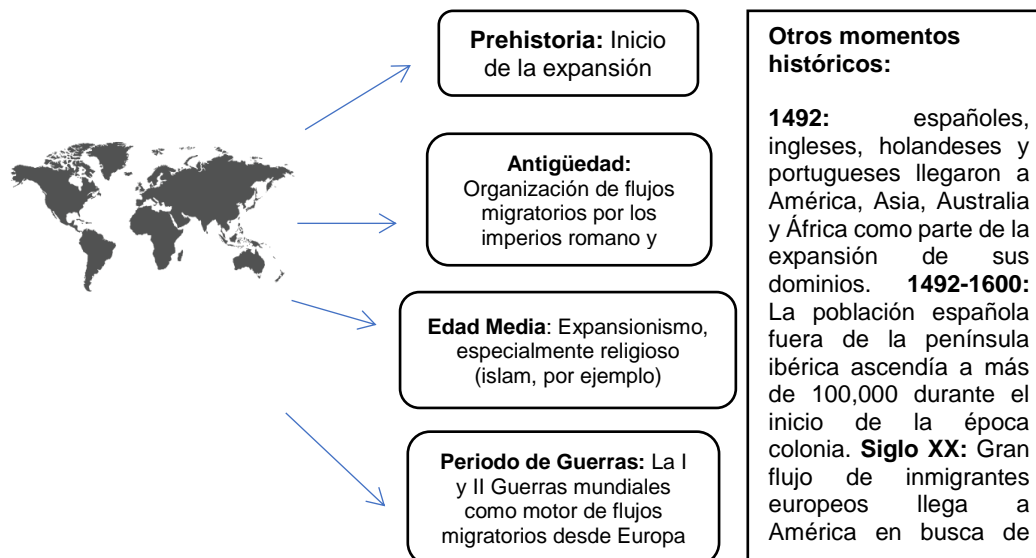 Prehistoria: Inicio
de la expansión
Antigüedad:
Organización de flujos
migratorios por los
imperios romano y
Edad Media: Expansionismo,
especialmente religioso
(islam, por ejemplo)
Periodo de Guerras: La I
y II Guerras mundiales
como motor de flujos
migratorios desde Europa
Otros momentos
históricos:
1492: españoles,
ingleses, holandeses y
portugueses llegaron a
América, Asia, Australia
y África como parte de la
expansión de sus
dominios. 1492-1600:
La población española
fuera de la península
ibérica ascendía a más
de 100,000 durante el
inicio de la época
colonia. Siglo XX: Gran
flujo de inmigrantes
europeos llega a
América en busca de